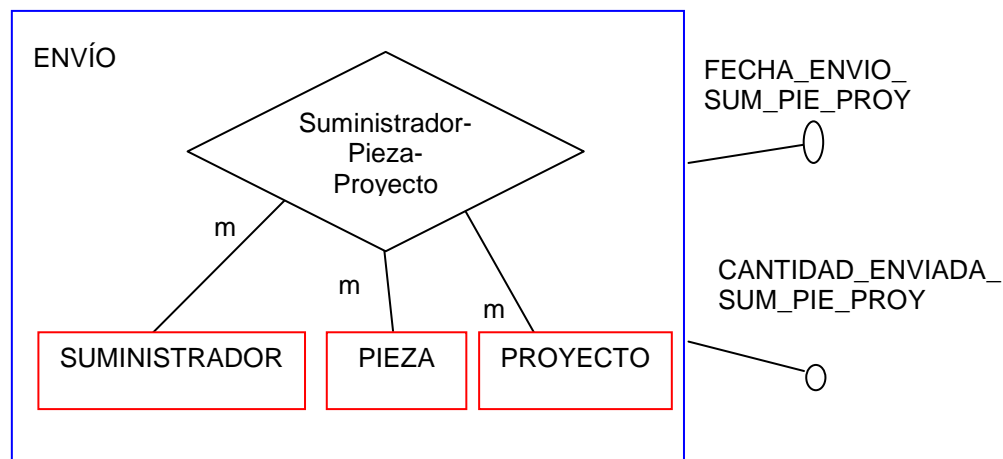 ENVÍO
FECHA_ENVIO_
SUM_PIE_PROY
Suministrador-
Pieza-
Proyecto
m
m
m
CANTIDAD_ENVIADA_
SUM_PIE_PROY
SUMINISTRADOR
PIEZA
PROYECTO